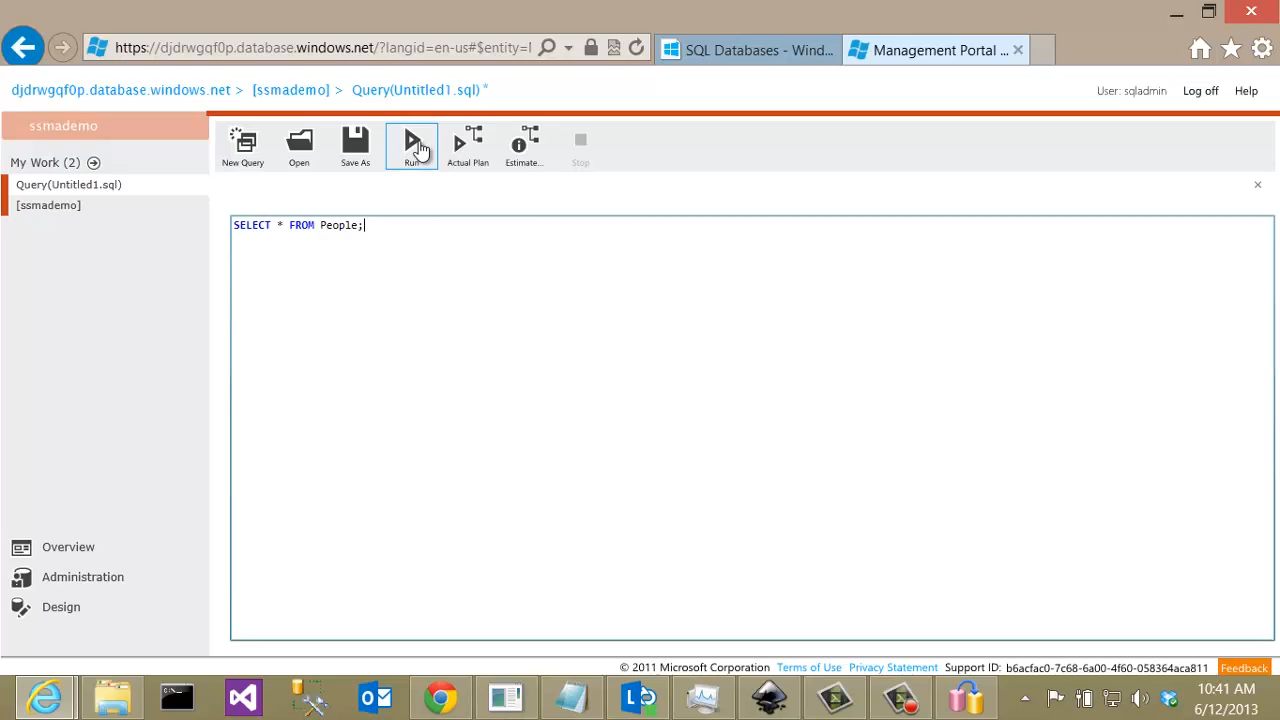 https://djdrwgqf0p.database.windows.net/?langid=en-us#$entity=
SQL Databases - Wind...
Management Portal ...
djdrwgqf0p.database.windows.net > [ssmademo] > Query(Untitled1.sql) *
User: sqladmin
Log off
Help
ssmademo
My Work (2)
Query(Untitled1.sql)
[ssmademo]
New Query
Open
Save As
Run
Actual Plan
Estimate...
Stop
SELECT * FROM People;
Overview
Administration
Design
© 2011 Microsoft Corporation
Terms of Use
Privacy Statement
Support ID: b6acfac0-7c68-6a00-4f60-058364aca811
Feedback
10:41 AM
6/12/2013